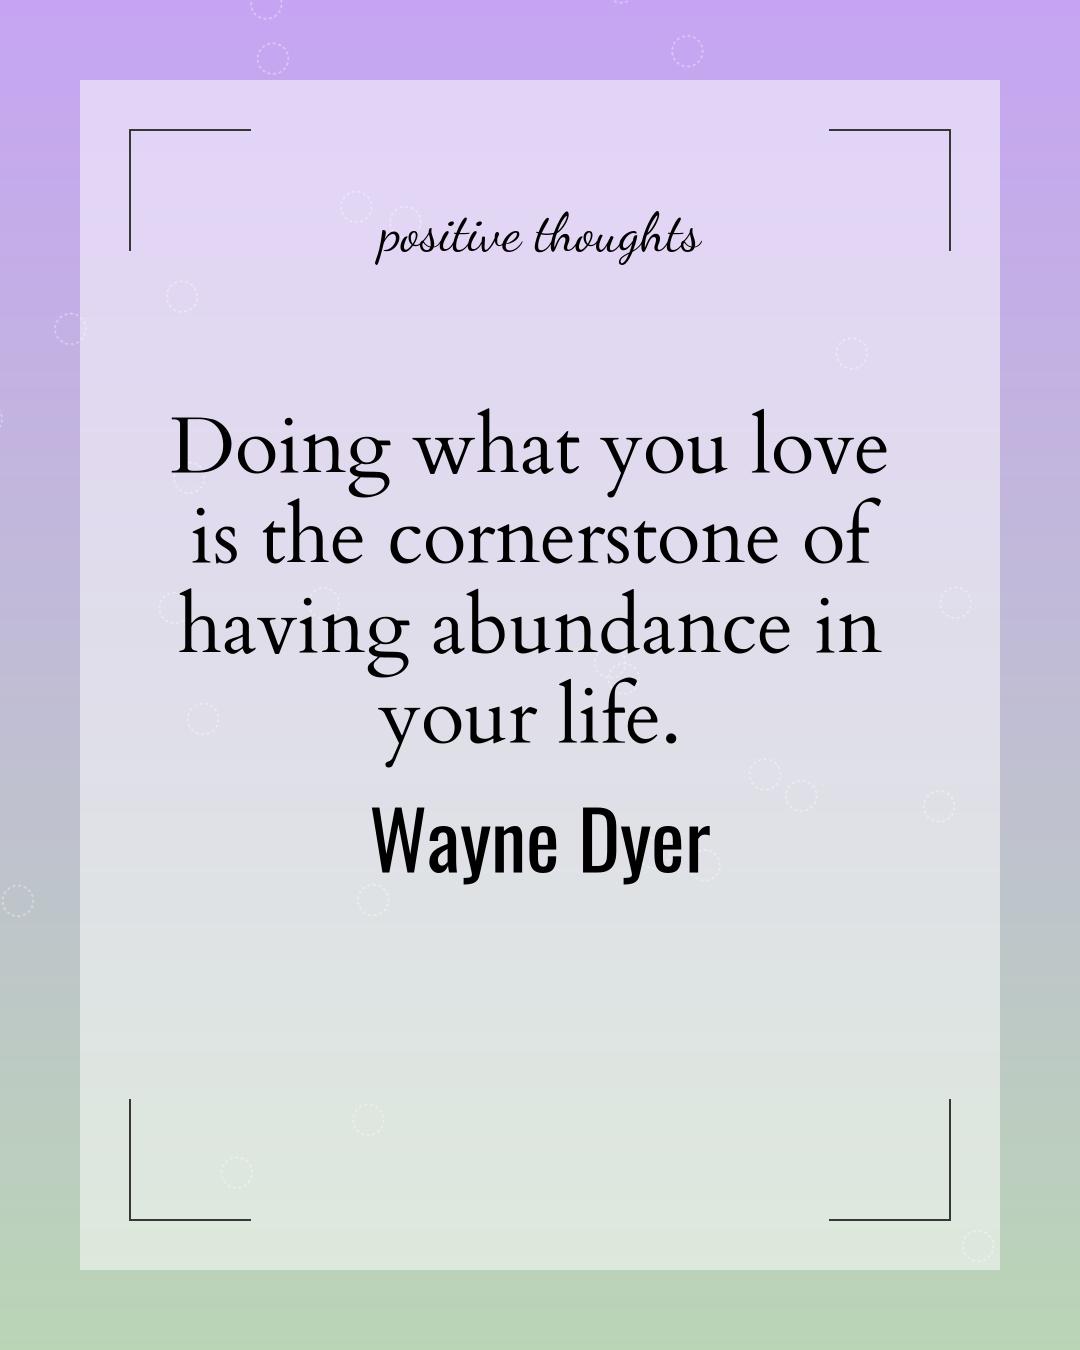 positive thoughts
Doing what you love
is the cornerstone of
having abundance in
your life.
Wayne Dyer